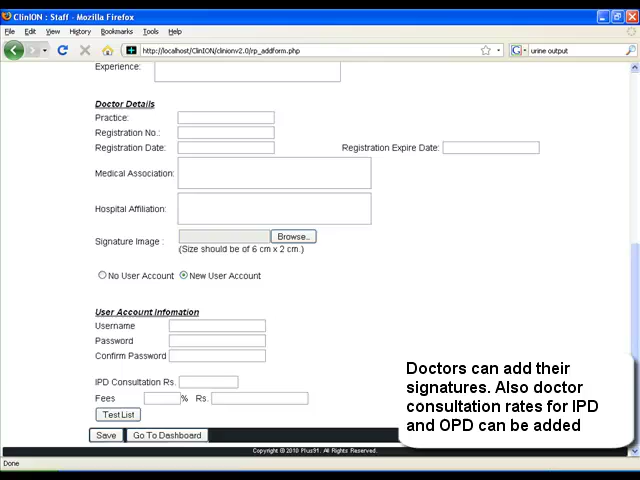 ClinION : Staff - Mozilla Firefox
File Edit View History Bookmarks Tools Help
http://localhost/ClinION/clinionv2.0/rp_addform.php
urine output
Experience:
Doctor Details
Practice:
Registration No.:
Registration Date:
Registration Expire Date:
Medical Association:
Hospital Affiliation:
Signature Image :
Browse..
(Size should be of 6 cm x 2 cm.)
No User Account New User Account
User Account Infomation
Username
Password
Confirm Password
IPD Consultation Rs.
Fees % Rs.
Test List
Save Go To Dashboard
Doctors can add their
signatures. Also doctor
consultation rates for IPD
and OPD can be added
Copyright © 2010 Plus91. All Rights Reserved.
Done